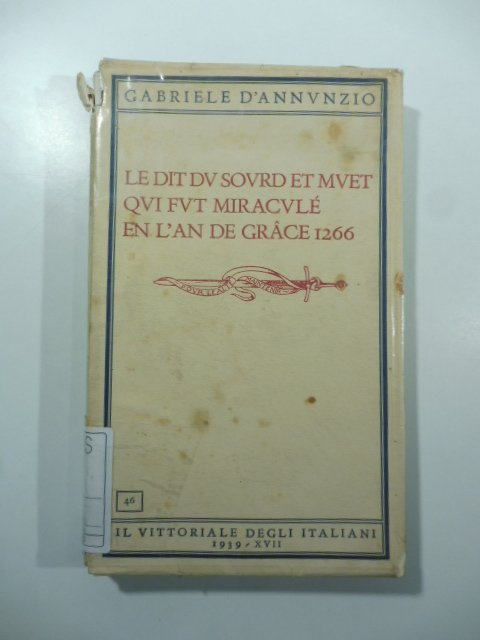 GABRIELE D'ANNVNZIO
LE DIT DV SOVRD ET MVET
QVI FVT MIRACVLÉ
EN L'AN DE GRÂCE 1266
46
IL VITTORIALE DEGLI ITALIANI
1939 - XVII
S